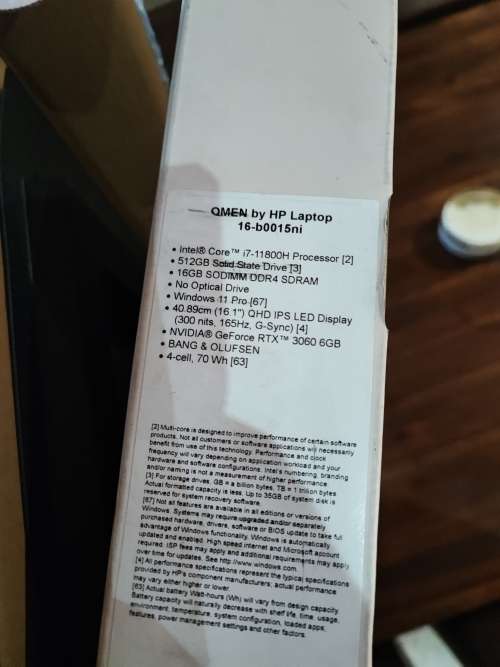 OMEN by HP Laptop
16-b0015ni
• Intel® Core™ i7-11800H Processor [2]
• 512GB Solid State Drive [3]
• 16GB SODIMM DDR4 SDRAM
• No Optical Drive
• Windows 11 Pro [67]
• 40.89cm (16.1") QHD IPS LED Display
(300 nits, 165Hz, G-Sync) [4]
• NVIDIA® GeForce RTX™ 3060 6GB
• BANG & OLUFSEN
• 4-cell, 70 Wh [63]
[2] Multi-core is designed to improve performance of certain software
products. Not all customers or software applications will necessarily
benefit from use of this technology. Performance and clock
frequency will vary depending on application workload and your
hardware and software configurations. Intel's numbering, branding
and/or naming is not a measurement of higher performance
[3] For storage drives, GB = a billion bytes, TB = 1 trillion bytes
Actual formatted capacity is less. Up to 35GB of system disk is
reserved for system recovery software.
[67] Not all features are available in all editions or versions of
Windows. Systems may require upgraded and/or separately
purchased hardware, drivers, software or BIOS update to take full
advantage of Windows functionality. Windows is automatically
updated and enabled. High speed internet and Microsoft account
required. ISP fees may apply and additional requirements may apply
over time for updates. See http://www.windows.com.
[4] All performance specifications represent the typical specifications
provided by HP's component manufacturers; actual performance
may vary either higher or lower
[63] Actual battery Watt-hours (Wh) will vary from design capacity.
Battery capacity will naturally decrease with shelf life, time, usage,
environment, temperature, system configuration, loaded apps,
features, power management settings and other factors.